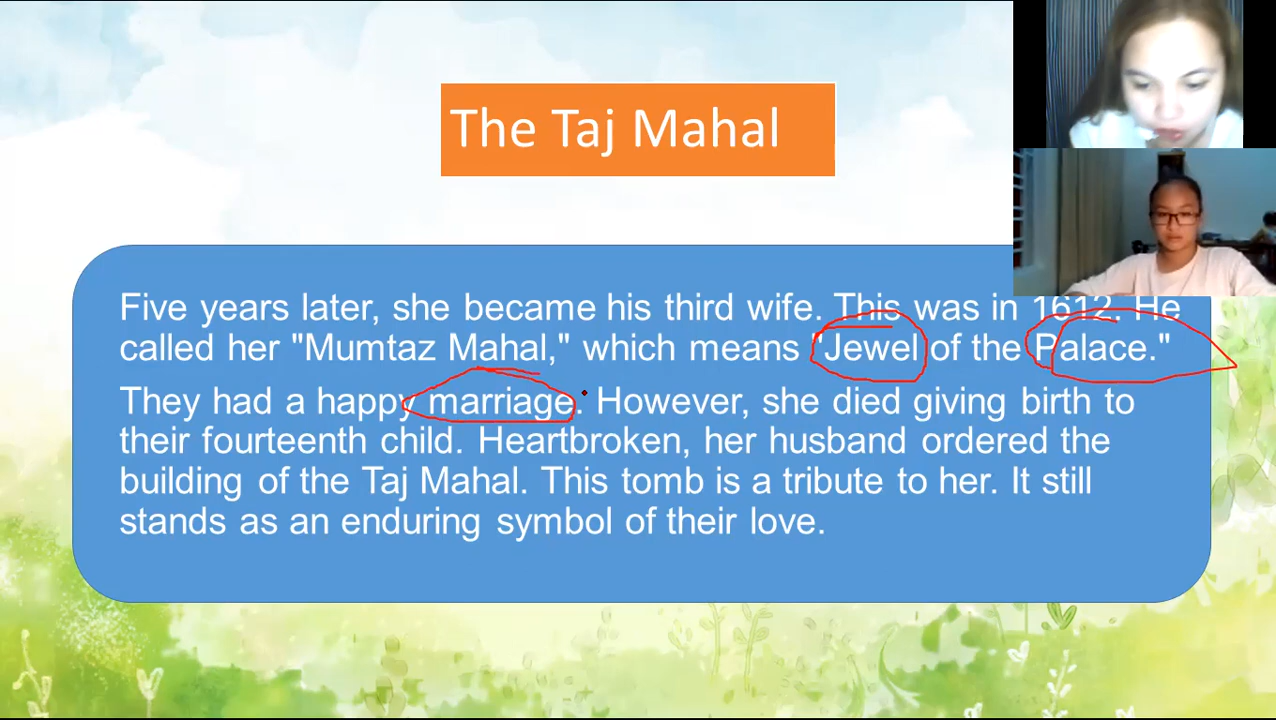 The Taj Mahal
Five years later, she became his third wife. This was in 1612. He
called her "Mumtaz Mahal," which means "Jewel of the Palace."
They had a happy marriage. However, she died giving birth to
their fourteenth child. Heartbroken, her husband ordered the
building of the Taj Mahal. This tomb is a tribute to her. It still
stands as an enduring symbol of their love.